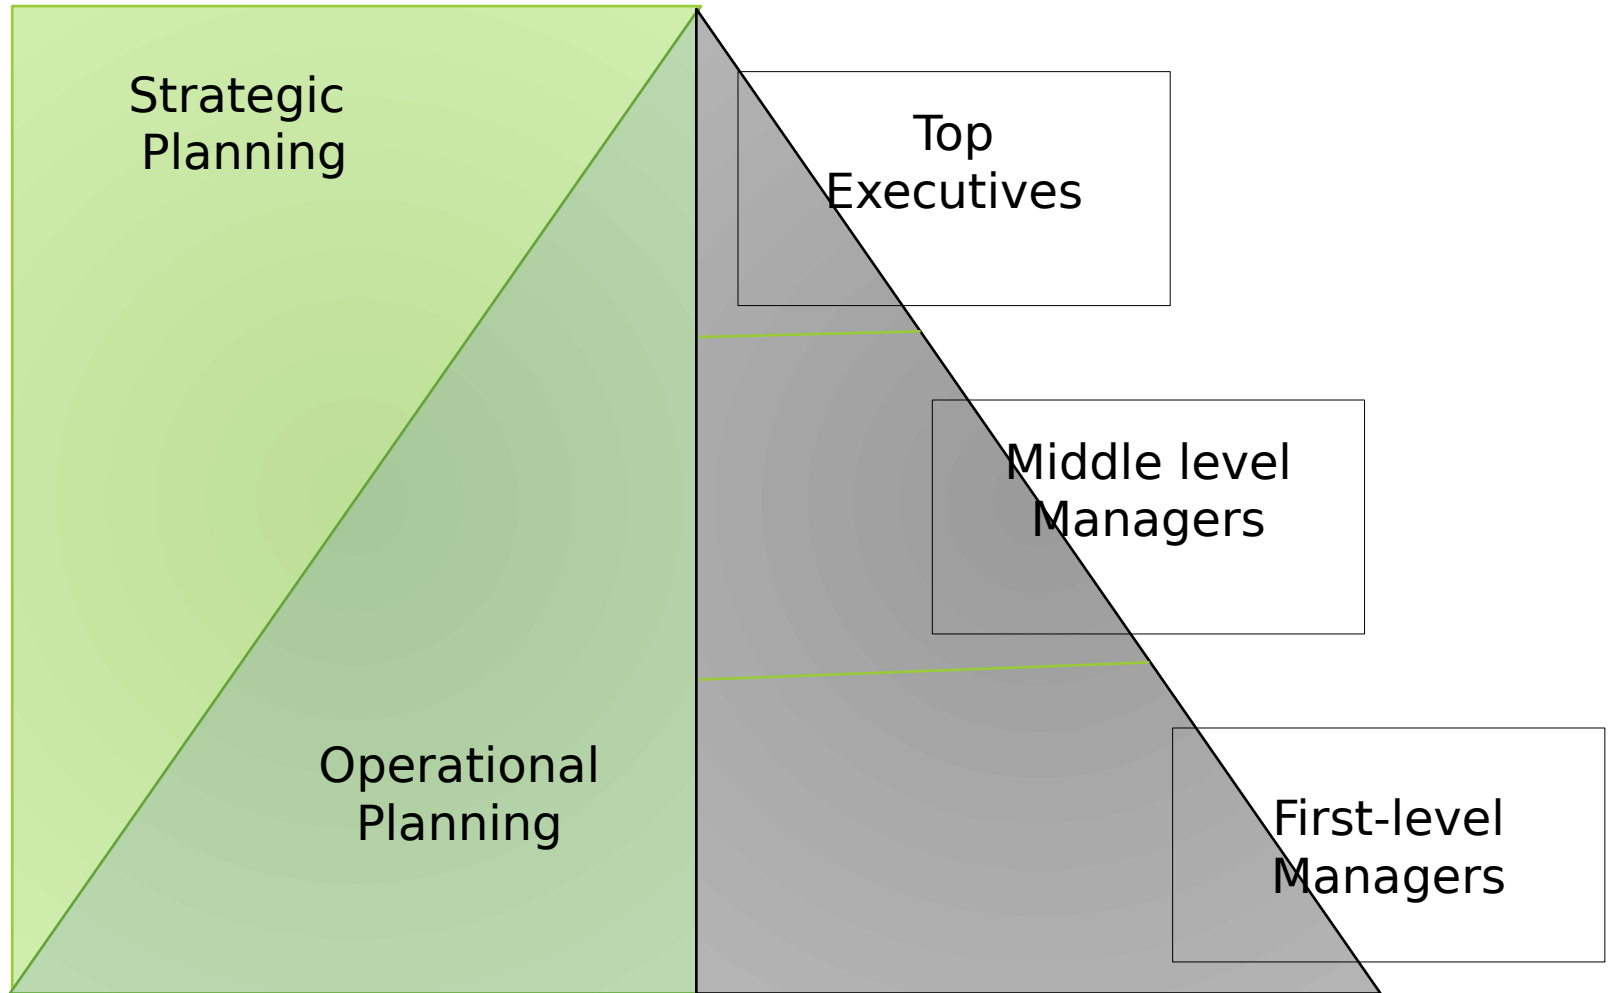 Strategic
Planning
Top
Executives
Middle level
Managers
Operational
Planning
First-level
Managers